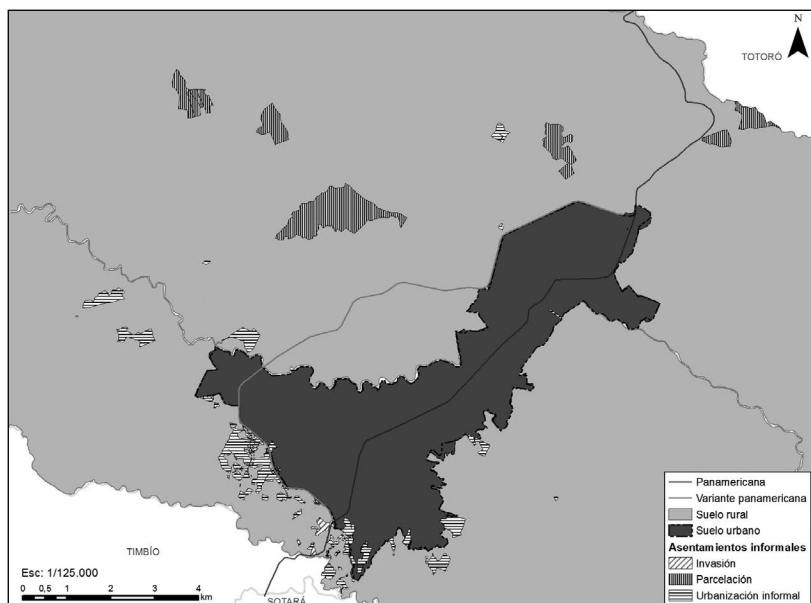 N
TOTORÓ
TIMBÍO
SOTARÁ
Esc: 1/125.000
0 0,5 1 2 3 4
km
Panamericana
Variante panamericana
Suelo rural
Suelo urbano
Asentamientos informales
Invasión
Parcelación
Urbanización informal